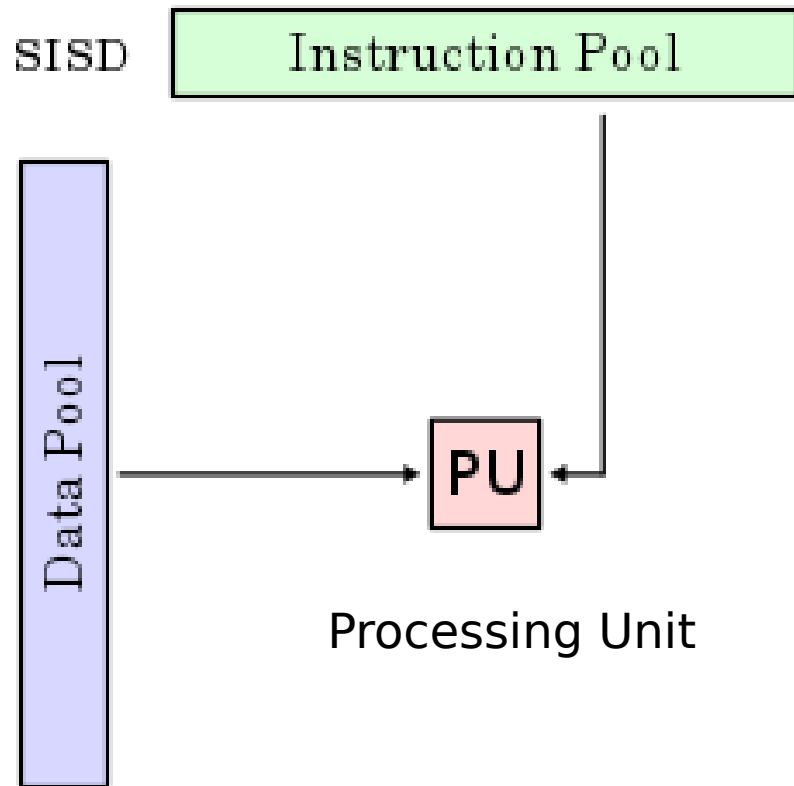 SISD
Instruction Pool
Data Pool
PU
Processing Unit